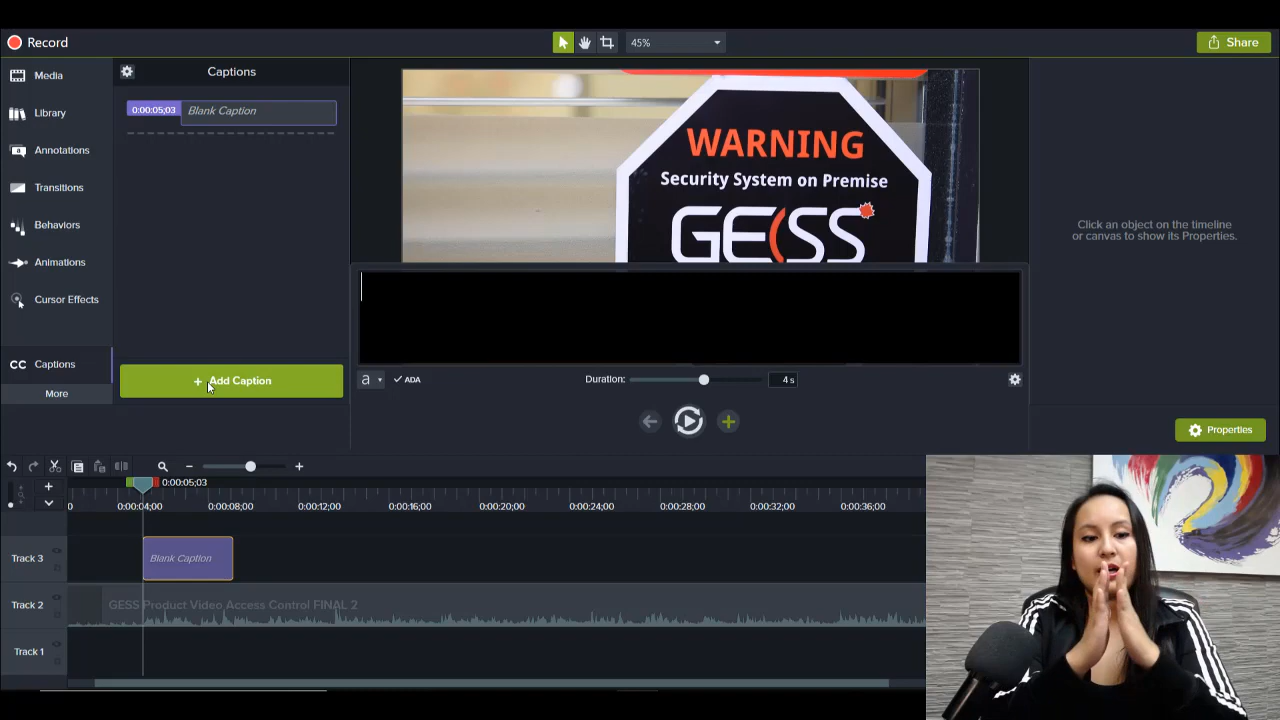 Record
45%
Share
Media
Library
Annotations
Transitions
Behaviors
Animations
Cursor Effects
CC Captions
More
Captions
0:00:05;03 Blank Caption
+ Add Caption
WARNING
Security System on Premise
GESS
a
ADA
Duration:
4 s
Click an object on the timeline
or canvas to show its Properties.
Properties
0:00:05;03
0 0:00:04;00 0:00:08;00 0:00:12;00 0:00:16;00 0:00:20;00 0:00:24;00 0:00:28;00 0:00:32;00 0:00:36;00
Track 3 Blank Caption
Track 2 GESS Product Video Access Control FINAL 2
Track 1